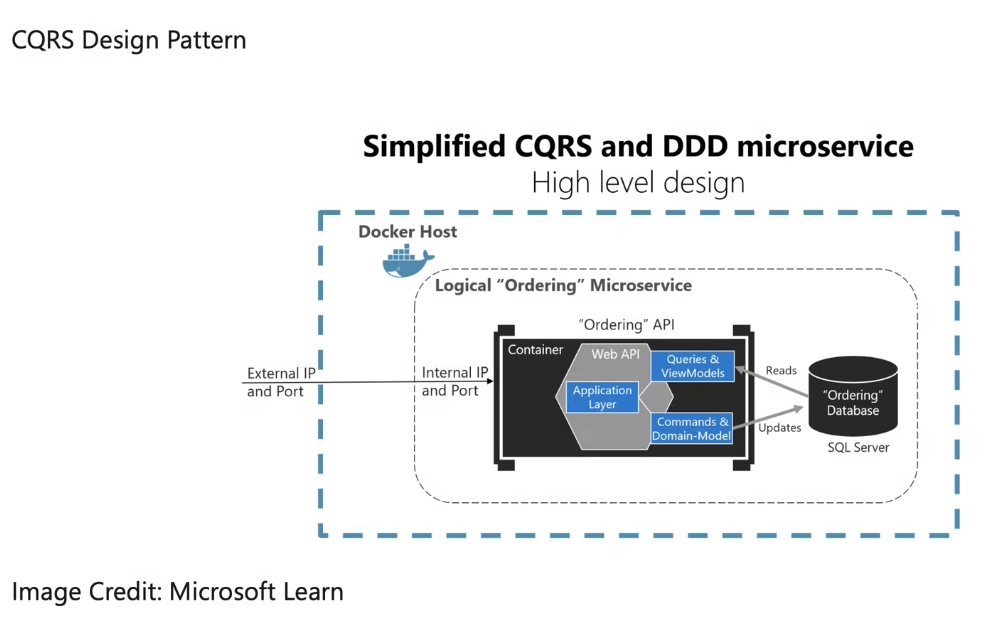 CQRS Design Pattern
Simplified CQRS and DDD microservice
High level design
Docker Host
Logical “Ordering” Microservice
“Ordering” API
Container
Web API
Queries &
ViewModels
Application
Layer
Commands &
Domain-Model
External IP
and Port
Internal IP
and Port
Reads
Updates
“Ordering”
Database
SQL Server
Image Credit: Microsoft Learn